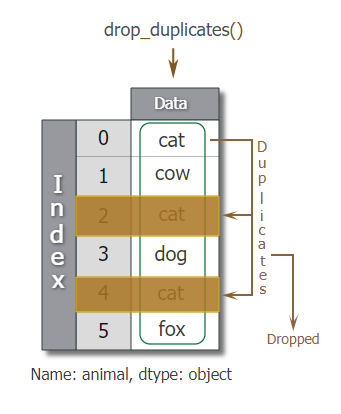 drop_duplicates()
Data
Index
0 cat
1 cow
2 cat
3 dog
4 cat
5 fox
Duplicates
Dropped
Name: animal, dtype: object